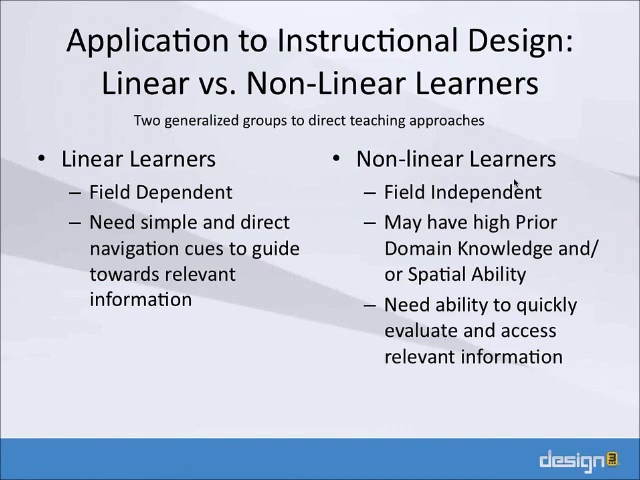 Application to Instructional Design:
Linear vs. Non-Linear Learners
Two generalized groups to direct teaching approaches
• Linear Learners
– Field Dependent
– Need simple and direct
navigation cues to guide
towards relevant
information
• Non-linear Learners
– Field Independent
– May have high Prior
Domain Knowledge and/
or Spatial Ability
– Need ability to quickly
evaluate and access
relevant information
design3